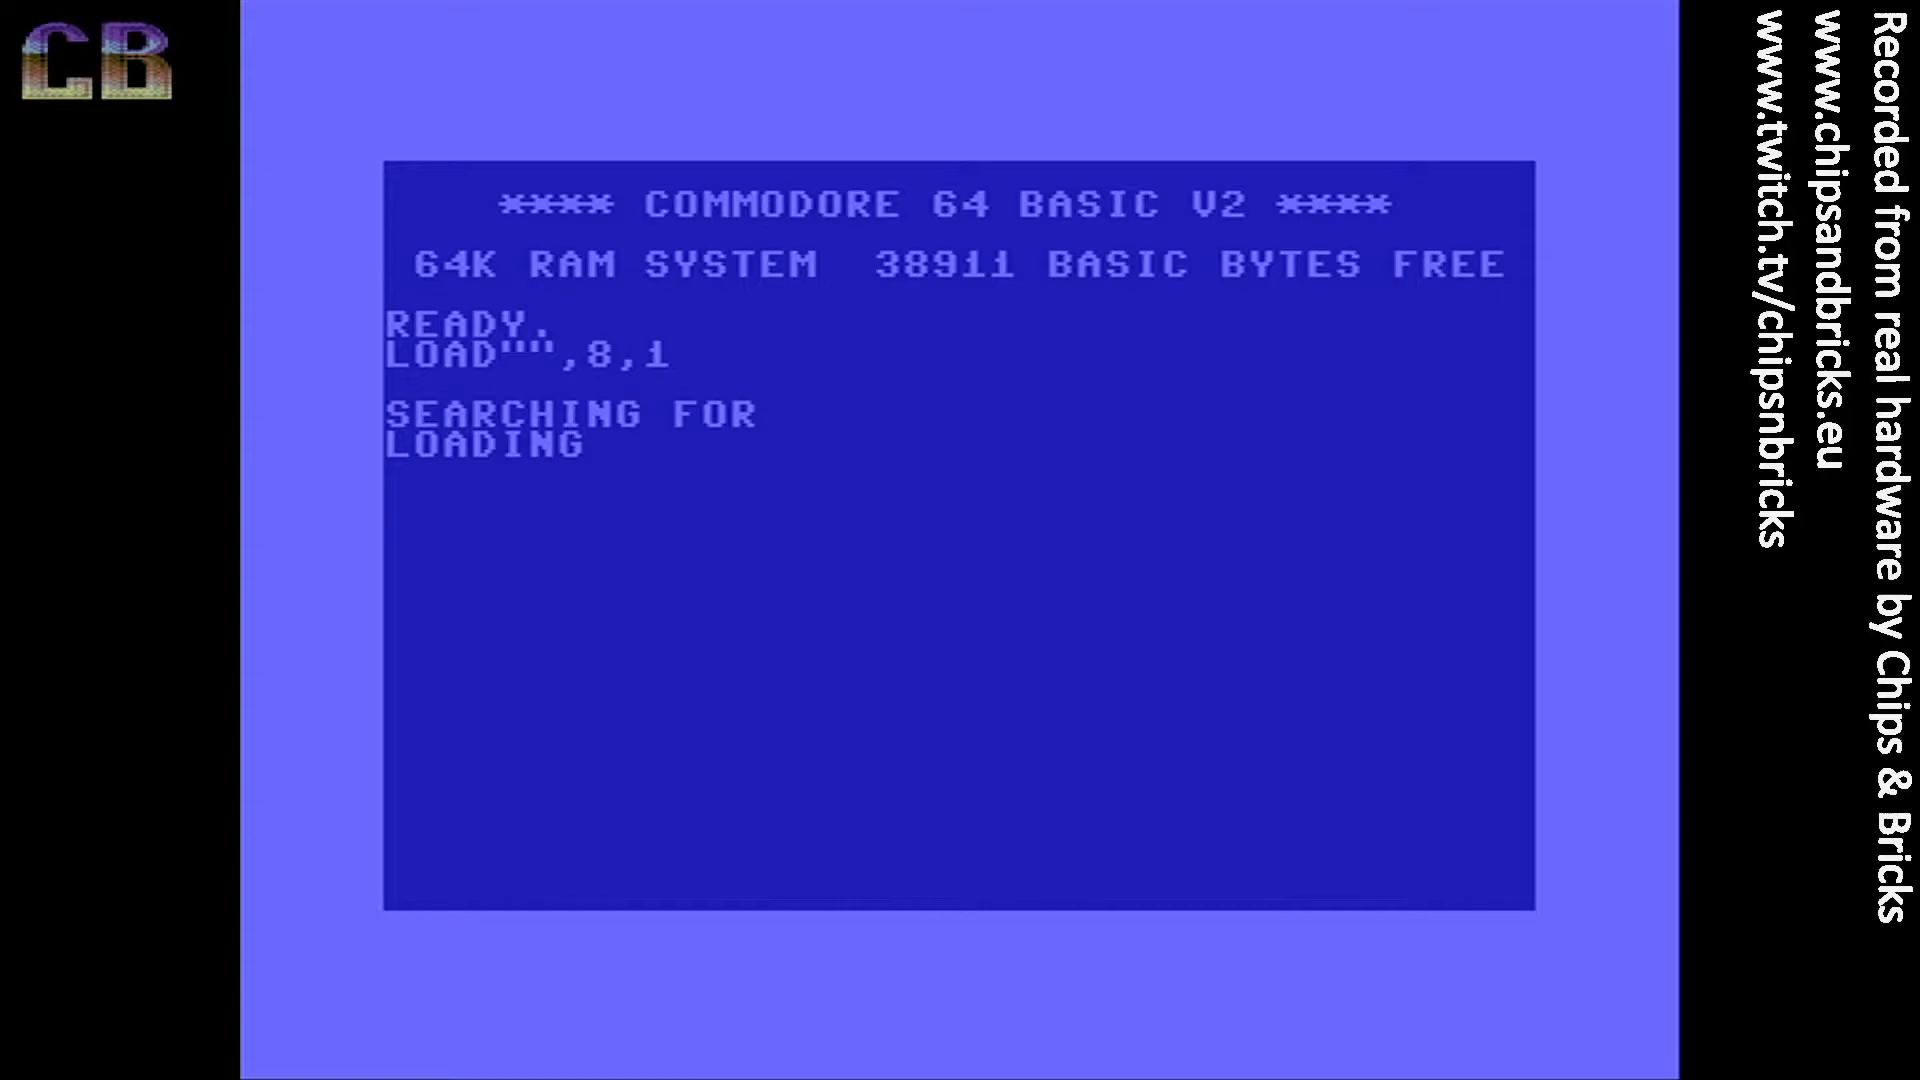 CB
**** COMMODORE 64 BASIC V2 ****
64K RAM SYSTEM  38911 BASIC BYTES FREE
READY.
LOAD"",8,1
SEARCHING FOR
LOADING
Recorded from real hardware by Chips & Bricks
www.chipsandbricks.eu
www.twitch.tv/chipsnbricks